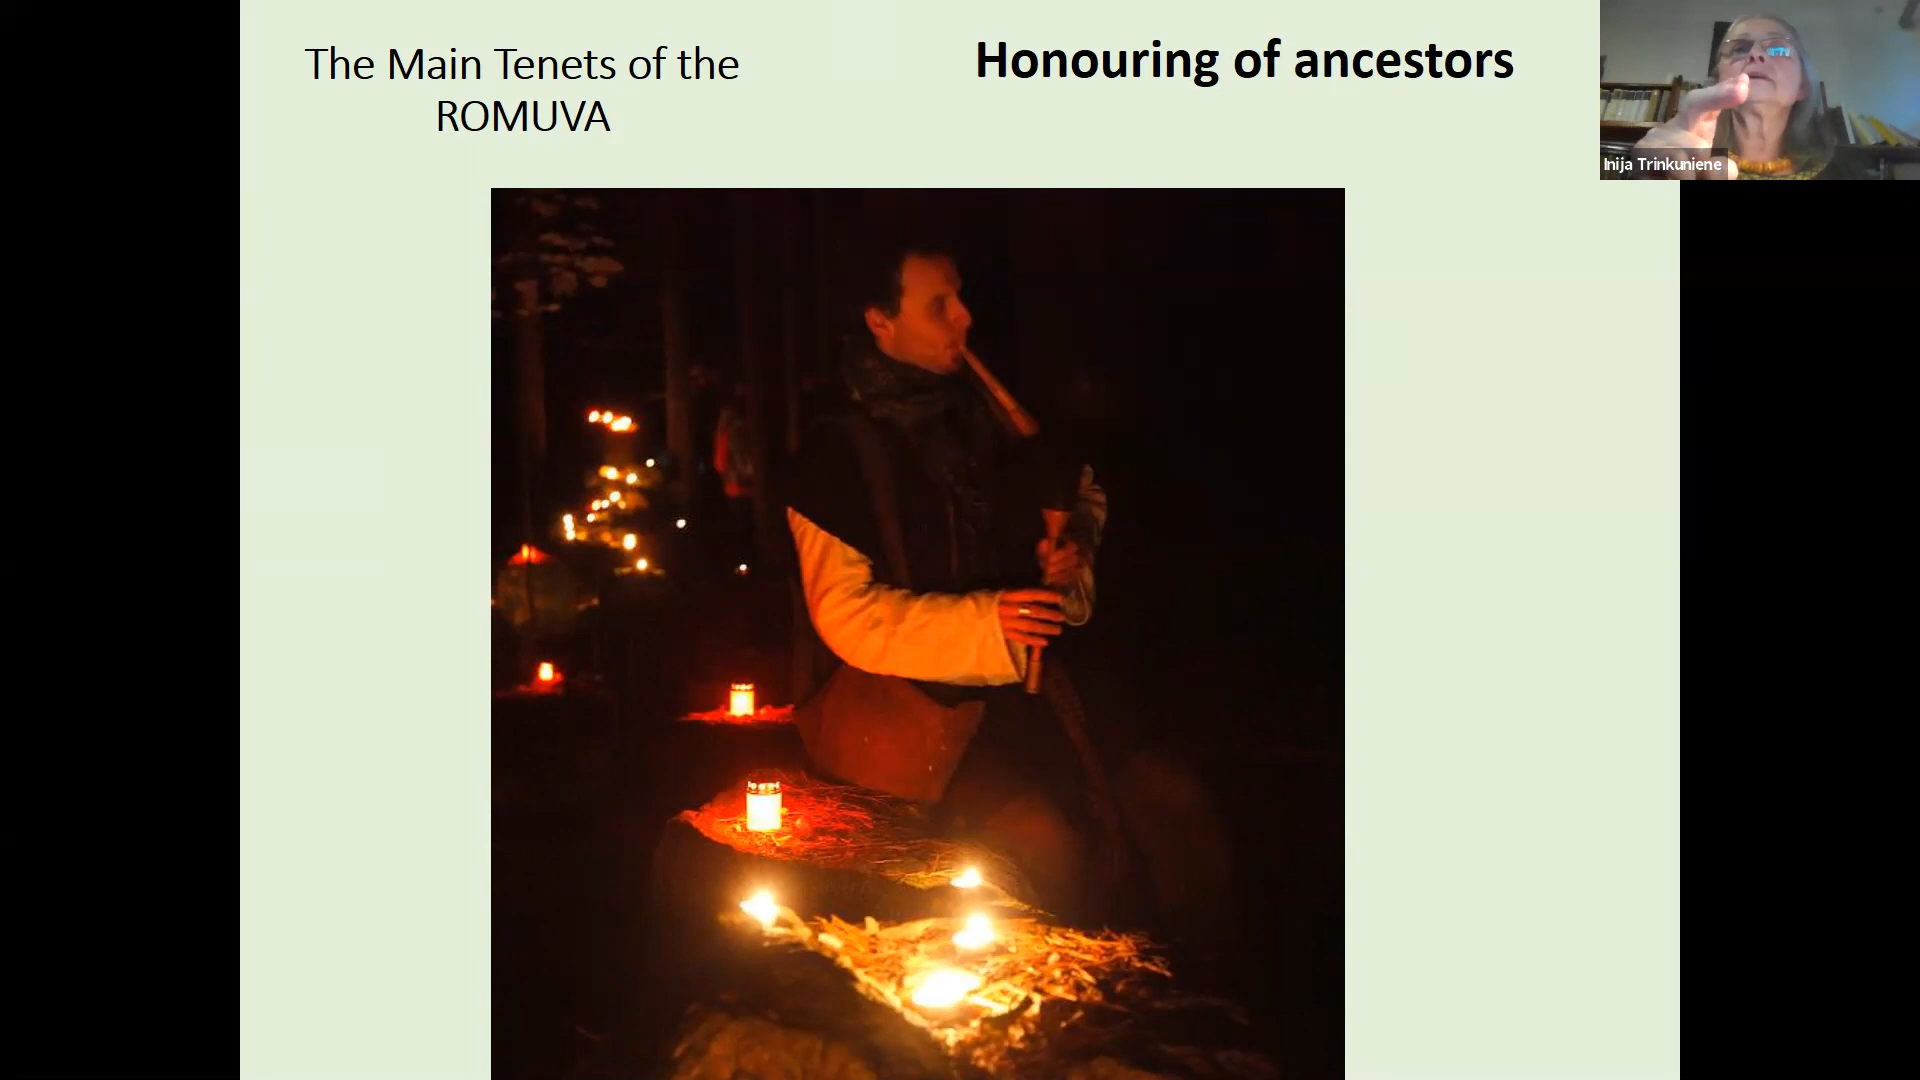 The Main Tenets of the
ROMUVA
Honouring of ancestors
Inija Trinkuniene